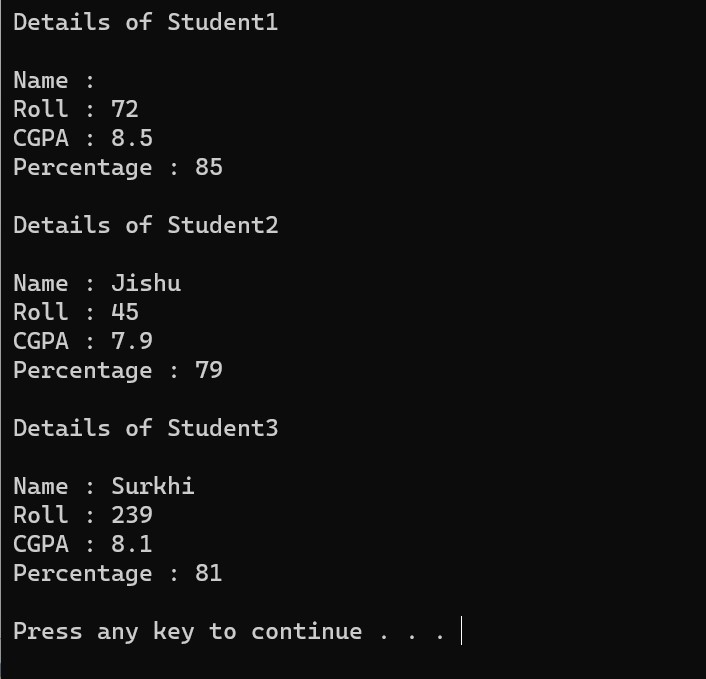 Details of Student1
Name :
Roll : 72
CGPA : 8.5
Percentage : 85
Details of Student2
Name : Jishu
Roll : 45
CGPA : 7.9
Percentage : 79
Details of Student3
Name : Surkhi
Roll : 239
CGPA : 8.1
Percentage : 81
Press any key to continue . . .